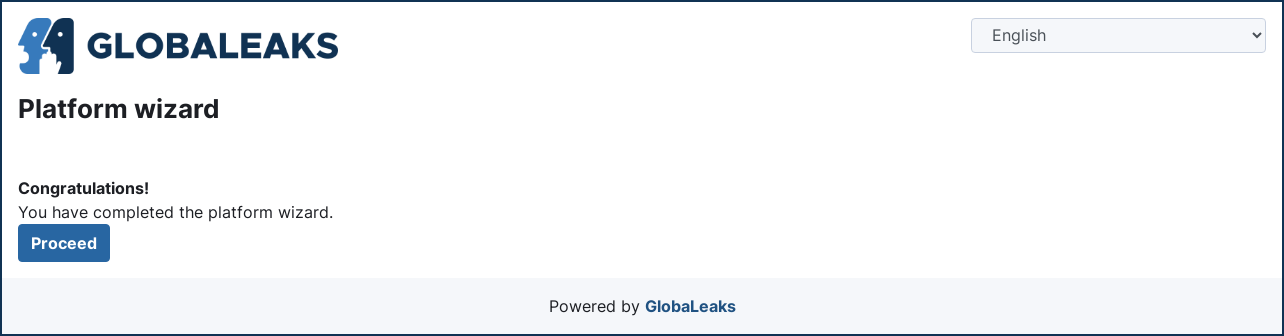 GLOBALEAKS
English
Platform wizard
Congratulations!
You have completed the platform wizard.
Proceed
Powered by GlobaLeaks